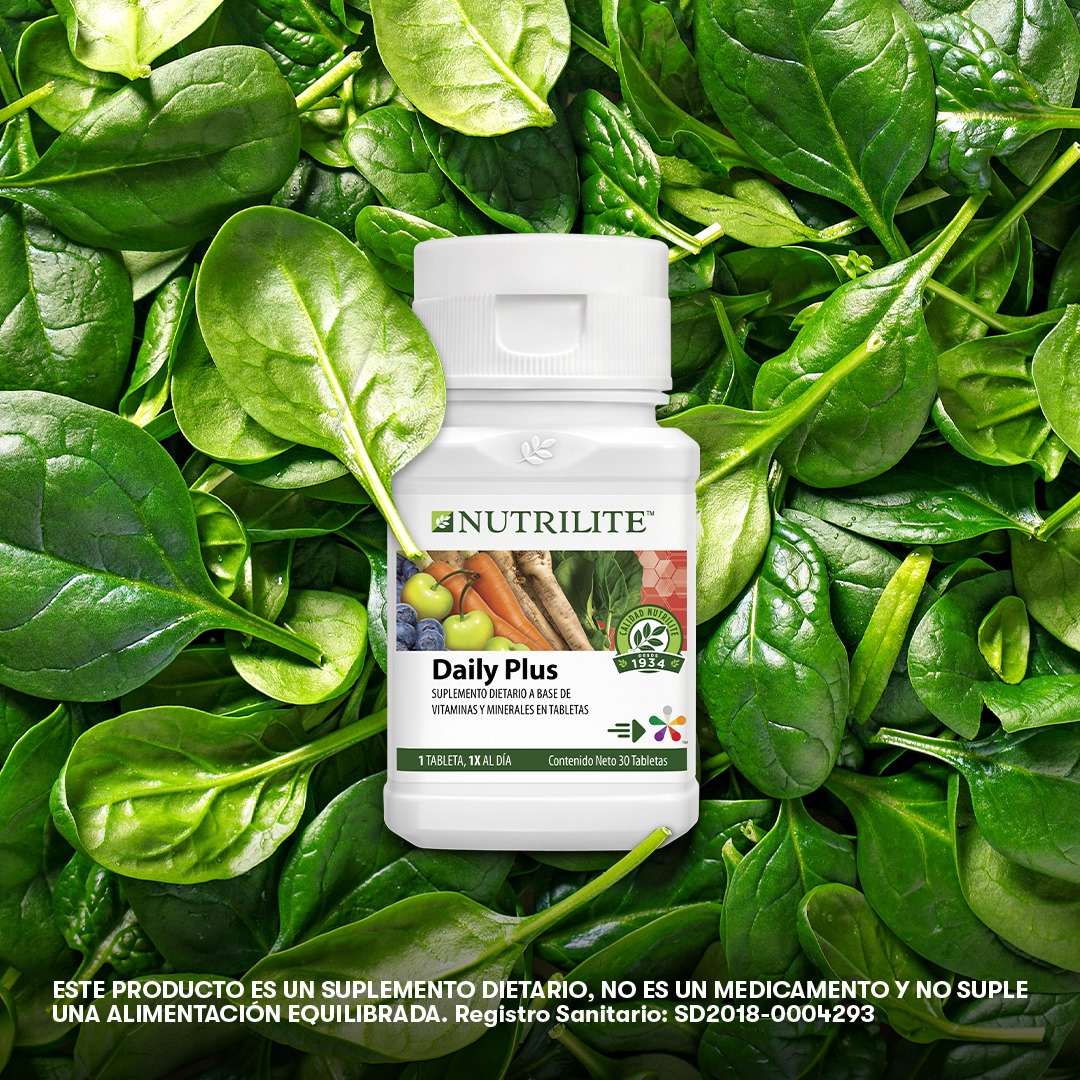 NUTRILITE™
CALIDAD NUTRILITE
DESDE
1934
Daily Plus
SUPLEMENTO DIETARIO A BASE DE
VITAMINAS Y MINERALES EN TABLETAS
1 TABLETA, 1X AL DÍA Contenido Neto 30 Tabletas
ESTE PRODUCTO ES UN SUPLEMENTO DIETARIO, NO ES UN MEDICAMENTO Y NO SUPLE
UNA ALIMENTACIÓN EQUILIBRADA. Registro Sanitario: SD2018-0004293